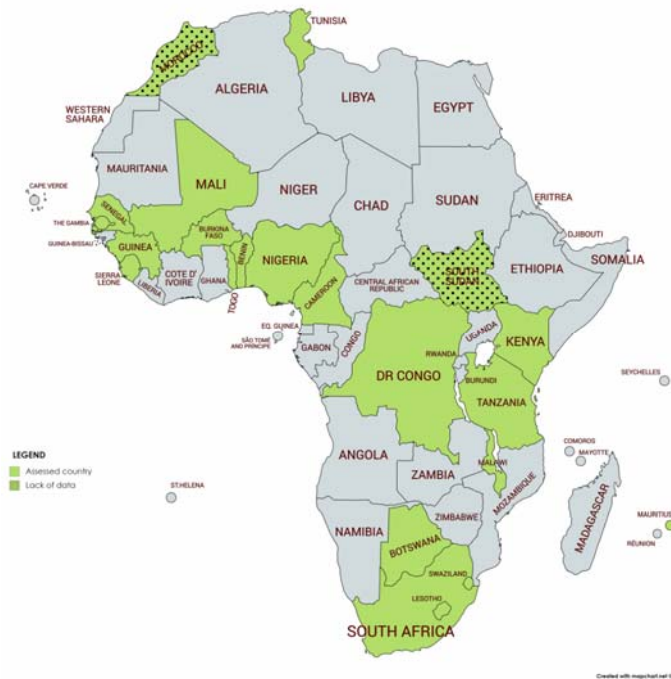 TUNISIA
MOROCCO
ALGERIA
LIBYA
EGYPT
WESTERN
SAHARA
MAURITANIA
MALI
NIGER
CHAD
SUDAN
ERITREA
CAPE VERDE
SENEGAL
THE GAMBIA
GUINEA-BISSAU
GUINEA
BURKINA
FASO
BENIN
NIGERIA
DJIBOUTI
SOMALIA
ETHIOPIA
SOUTH
SUDAN
SIERRA
LEONE
LIBERIA
COTE D'
IVOIRE
GHANA
TOGO
CAMEROON
CENTRAL AFRICAN
REPUBLIC
EQ. GUINEA
SÃO TOMÉ
AND PRINCIPE
GABON
CONGO
UGANDA
KENYA
RWANDA
DR CONGO
BURUNDI
TANZANIA
SEYCHELLES
LEGEND
Assessed country
Lack of data
ST.HELENA
ANGOLA
ZAMBIA
MALAWI
MOZAMBIQUE
COMOROS
MAYOTTE
MADAGASCAR
MAURITIUS
RÉUNION
NAMIBIA
ZIMBABWE
BOTSWANA
SWAZILAND
LESOTHO
SOUTH AFRICA
Created with mapchart.net